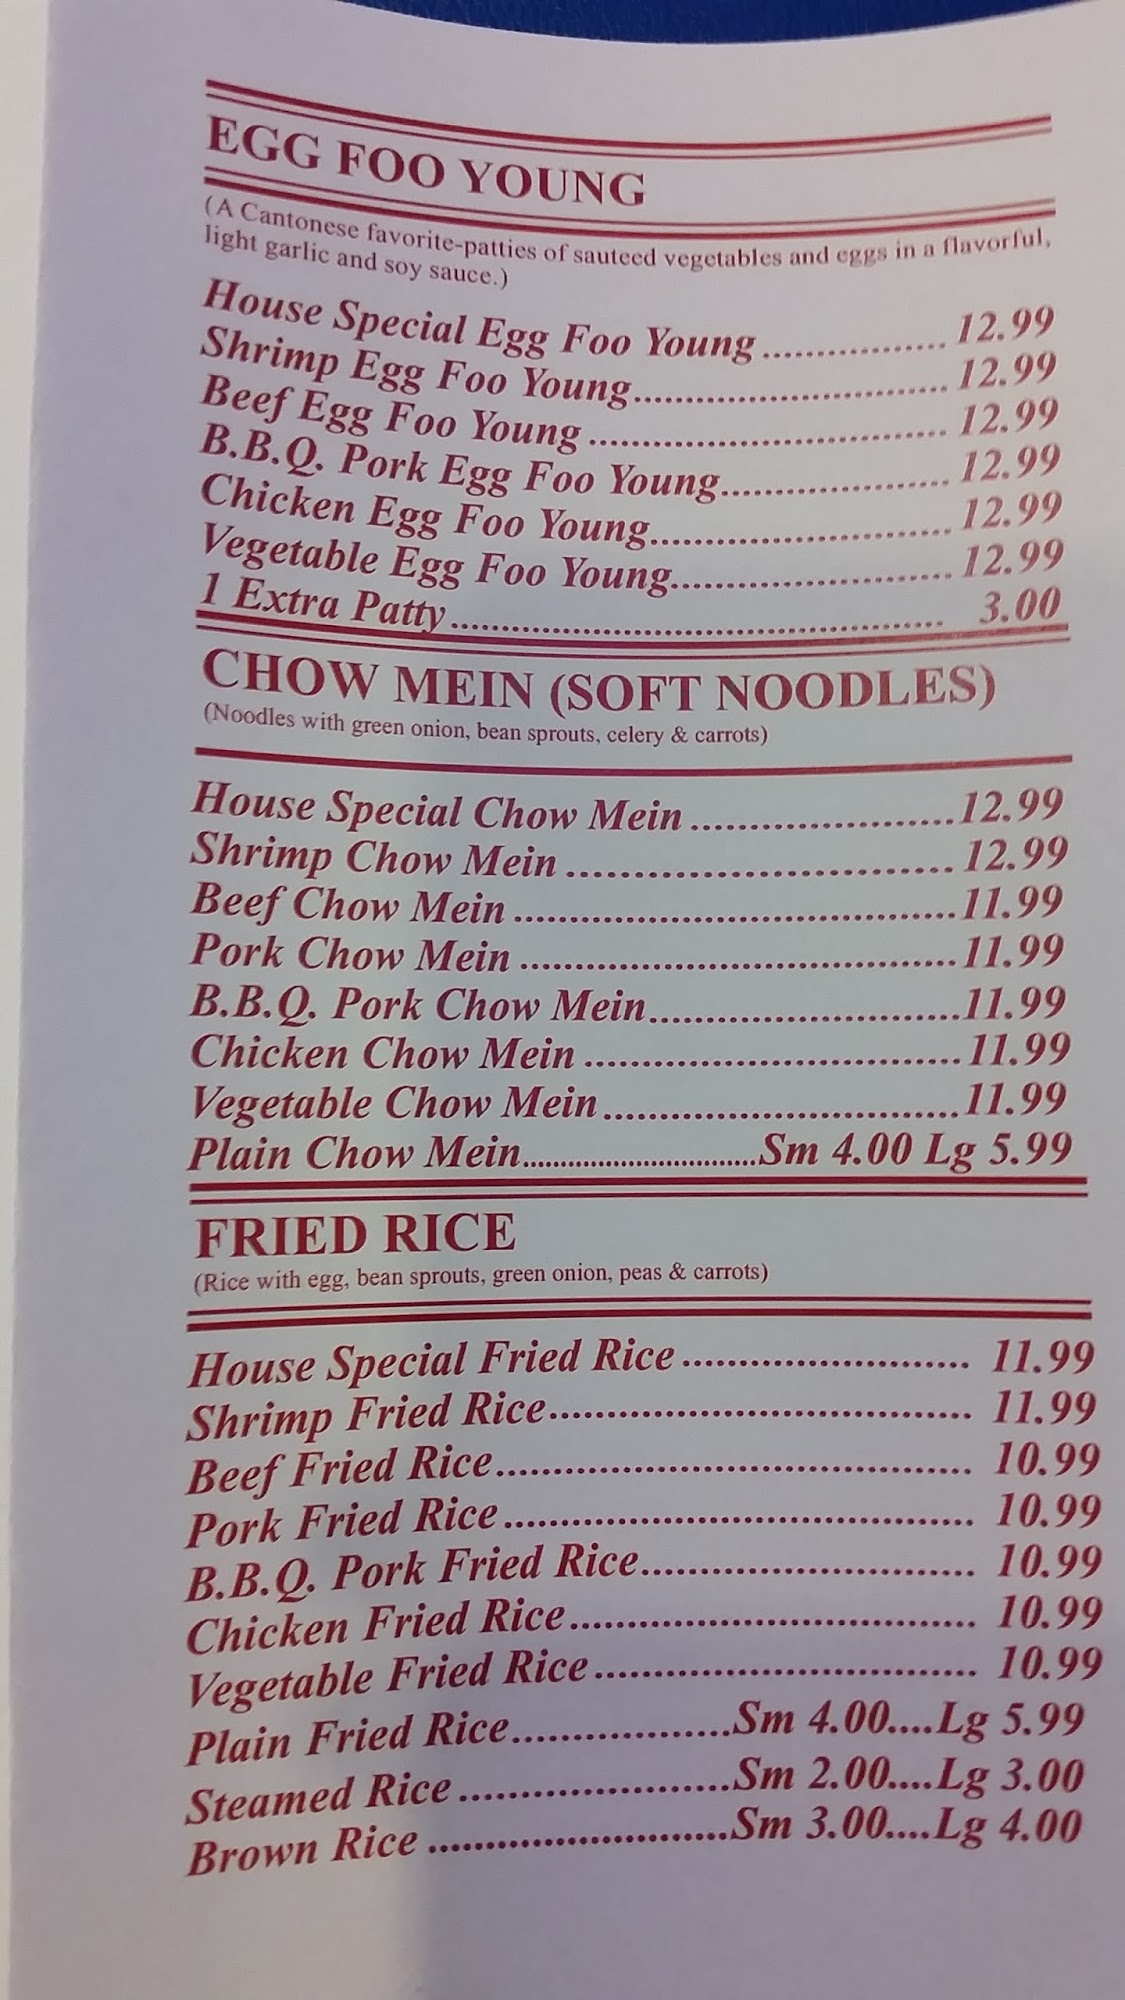 EGG FOO YOUNG
(A Cantonese favorite-patties of sauteed vegetables and eggs in a flavorful,
light garlic and soy sauce.)
House Special Egg Foo Young ................. 12.99
Shrimp Egg Foo Young............................. 12.99
Beef Egg Foo Young ................................. 12.99
B.B.Q. Pork Egg Foo Young..................... 12.99
Chicken Egg Foo Young............................ 12.99
Vegetable Egg Foo Young.......................... 12.99
1 Extra Patty.............................................. 3.00
CHOW MEIN (SOFT NOODLES)
(Noodles with green onion, bean sprouts, celery & carrots)
House Special Chow Mein ........................12.99
Shrimp Chow Mein ...................................12.99
Beef Chow Mein ........................................11.99
Pork Chow Mein ........................................11.99
B.B.Q. Pork Chow Mein............................11.99
Chicken Chow Mein ..................................11.99
Vegetable Chow Mein................................11.99
Plain Chow Mein................................Sm 4.00 Lg 5.99
FRIED RICE
(Rice with egg, bean sprouts, green onion, peas & carrots)
House Special Fried Rice .......................... 11.99
Shrimp Fried Rice...................................... 11.99
Beef Fried Rice........................................... 10.99
Pork Fried Rice .......................................... 10.99
B.B.Q. Pork Fried Rice.............................. 10.99
Chicken Fried Rice..................................... 10.99
Vegetable Fried Rice ................................... 10.99
Plain Fried Rice....................Sm 4.00....Lg 5.99
Steamed Rice .........................Sm 2.00....Lg 3.00
Brown Rice ...........................Sm 3.00....Lg 4.00